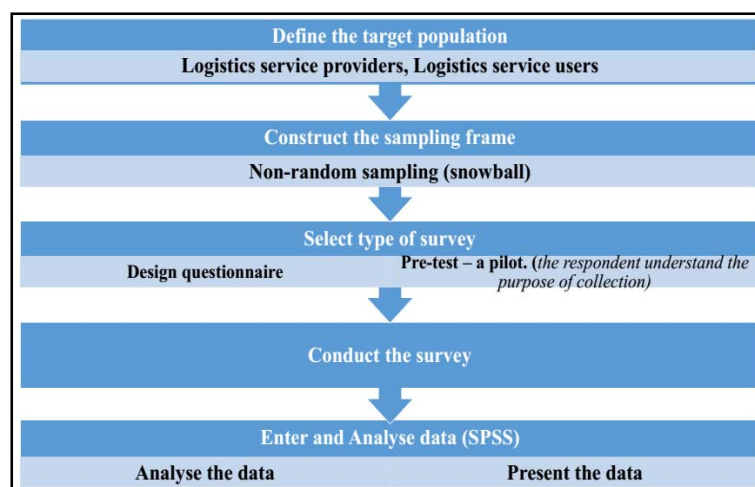 Define the target population
Logistics service providers, Logistics service users
Construct the sampling frame
Non-random sampling (snowball)
Select type of survey
Design questionnaire
Pre-test – a pilot. (the respondent understand the
purpose of collection)
Conduct the survey
Enter and Analyse data (SPSS)
Analyse the data
Present the data